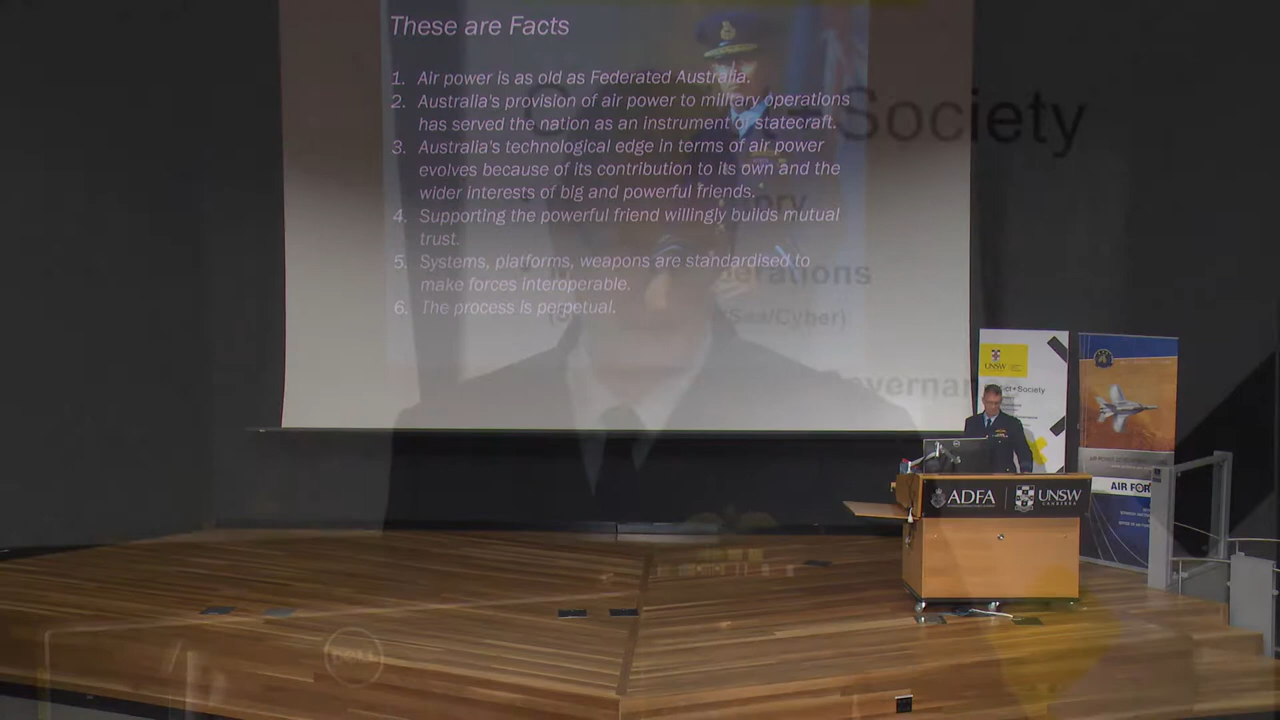 These are Facts
1. Air power is as old as Federated Australia.
2. Australia's provision of air power to military operations
has served the nation as an instrument of statecraft.
3. Australia's technological edge in terms of air power
evolves because of its contribution to its own and the
wider interests of big and powerful friends.
4. Supporting the powerful friend willingly builds mutual
trust.
5. Systems, platforms, weapons are standardised to
make forces interoperable.
6. The process is perpetual.
+Society
UNSW
Society
AIR FOR
ADFA
UNSW
CANBERRA
DELL